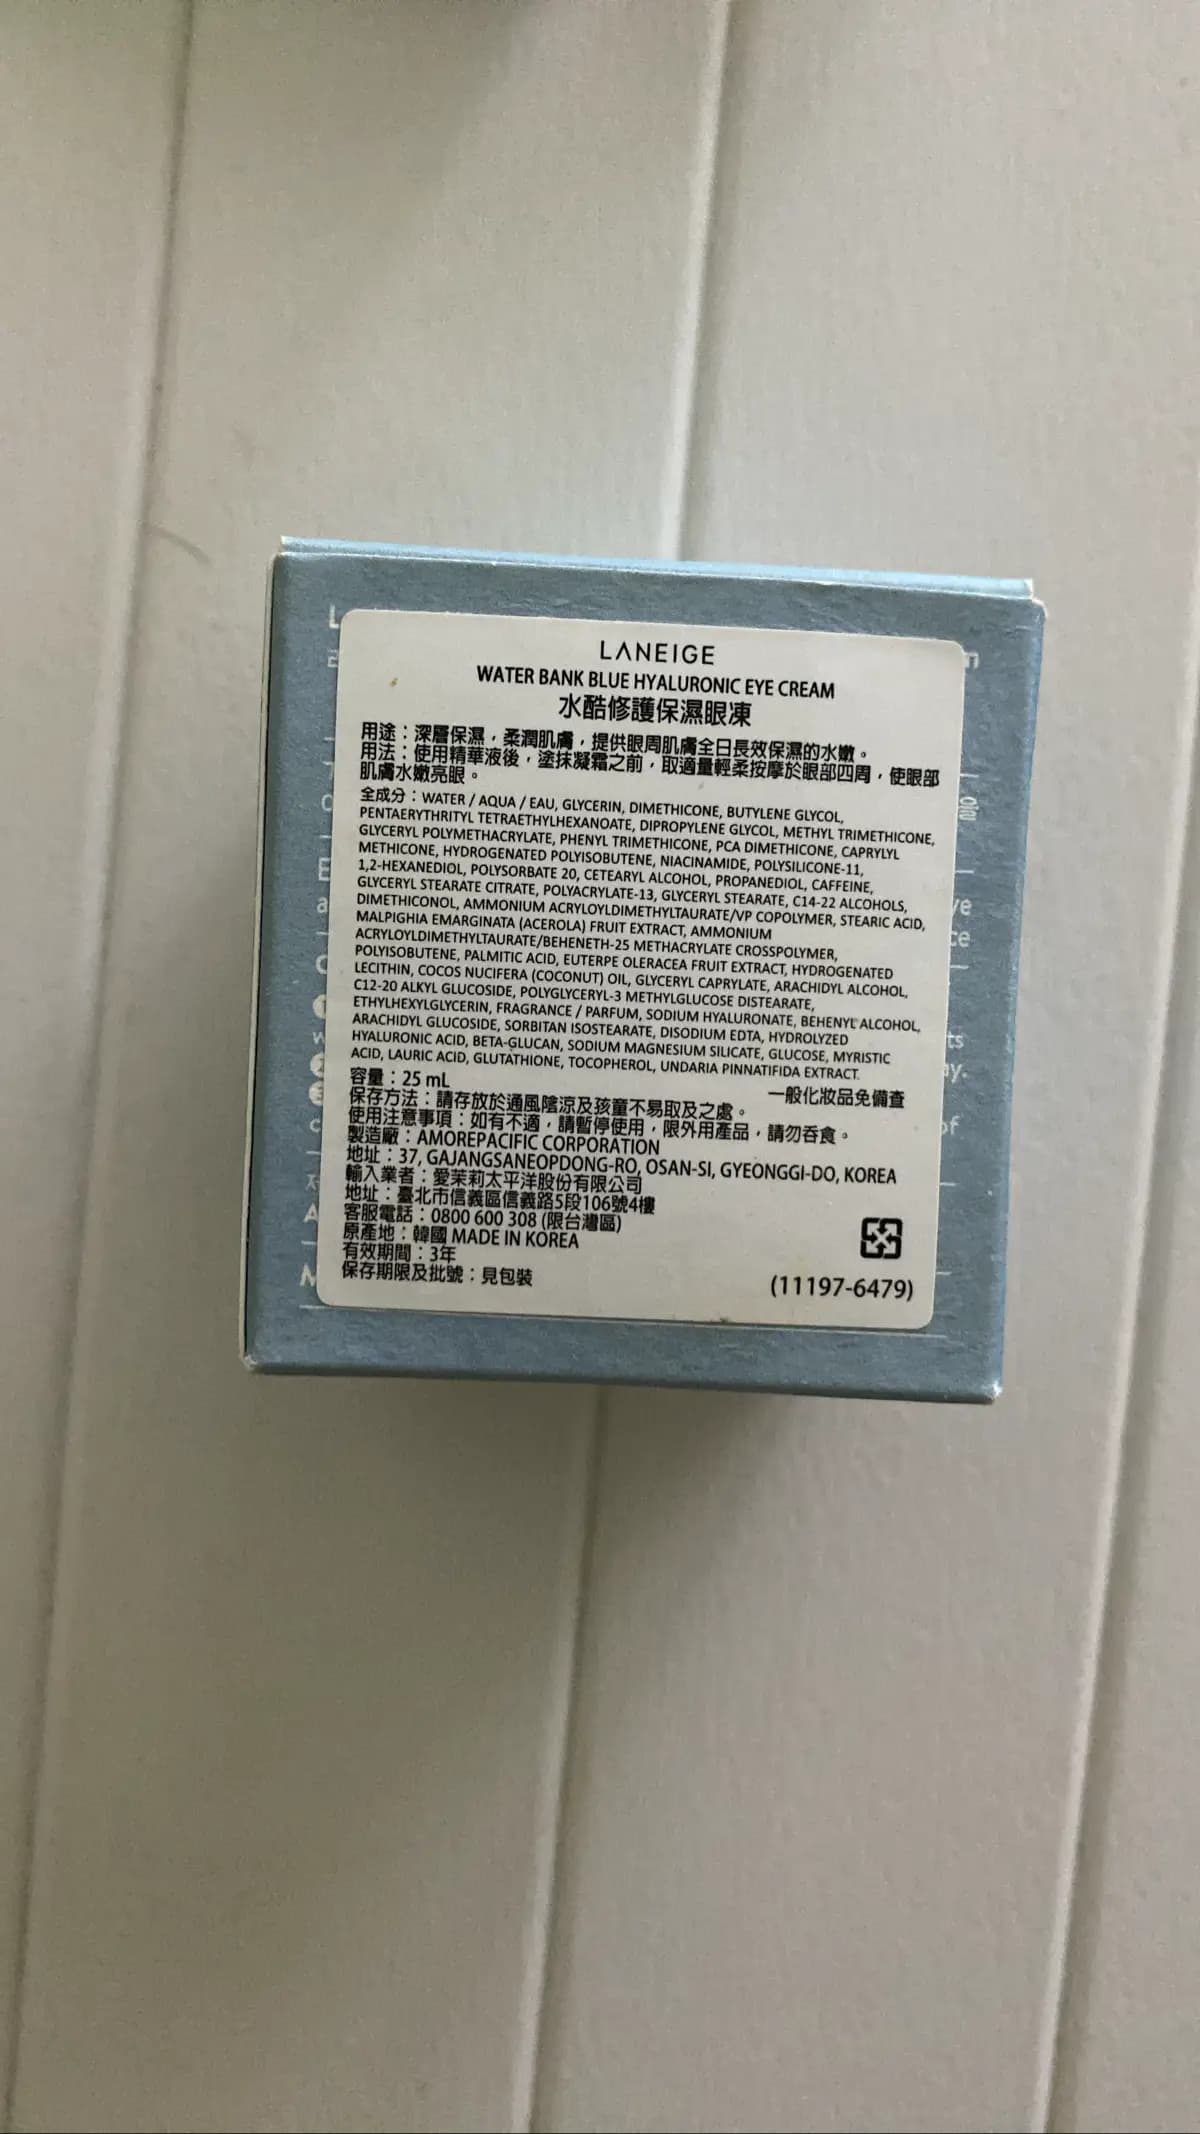 LANEIGE
WATER BANK BLUE HYALURONIC EYE CREAM
水酷修護保濕眼凍
用途：深層保濕，柔潤肌膚，提供眼周肌膚全日長效保濕的水嫩。
用法：使用精華液後，塗抹凝霜之前，取適量輕柔按摩於眼部四周，使眼部
肌膚水嫩亮眼。
全成分：WATER / AQUA / EAU, GLYCERIN, DIMETHICONE, BUTYLENE GLYCOL,
PENTAERYTHRITYL TETRAETHYLHEXANOATE, DIPROPYLENE GLYCOL, METHYL TRIMETHICONE,
GLYCERYL POLYMETHACRYLATE, PHENYL TRIMETHICONE, PCA DIMETHICONE, CAPRYLYL
METHICONE, HYDROGENATED POLYISOBUTENE, NIACINAMIDE, POLYSILICONE-11,
1,2-HEXANEDIOL, POLYSORBATE 20, CETEARYL ALCOHOL, PROPANEDIOL, CAFFEINE,
GLYCERYL STEARATE CITRATE, POLYACRYLATE-13, GLYCERYL STEARATE, C14-22 ALCOHOLS,
DIMETHICONOL, AMMONIUM ACRYLOYLDIMETHYLTAURATE/VP COPOLYMER, STEARIC ACID,
MALPIGHIA EMARGINATA (ACEROLA) FRUIT EXTRACT, AMMONIUM
ACRYLOYLDIMETHYLTAURATE/BEHENETH-25 METHACRYLATE CROSSPOLYMER,
POLYISOBUTENE, PALMITIC ACID, EUTERPE OLERACEA FRUIT EXTRACT, HYDROGENATED
LECITHIN, COCOS NUCIFERA (COCONUT) OIL, GLYCERYL CAPRYLATE, ARACHIDYL ALCOHOL,
C12-20 ALKYL GLUCOSIDE, POLYGLYCERYL-3 METHYLGLUCOSE DISTEARATE,
ETHYLHEXYLGLYCERIN, FRAGRANCE / PARFUM, SODIUM HYALURONATE, BEHENYL ALCOHOL,
ARACHIDYL GLUCOSIDE, SORBITAN ISOSTEARATE, DISODIUM EDTA, HYDROLYZED
HYALURONIC ACID, BETA-GLUCAN, SODIUM MAGNESIUM SILICATE, GLUCOSE, MYRISTIC
ACID, LAURIC ACID, GLUTATHIONE, TOCOPHEROL, UNDARIA PINNATIFIDA EXTRACT.
容量：25 mL 一般化妝品免備查
保存方法：請存放於通風陰涼及孩童不易取及之處。
使用注意事項：如有不適，請暫停使用，限外用產品，請勿吞食。
製造廠：AMOREPACIFIC CORPORATION
地址：37, GAJANGSANEOPDONG-RO, OSAN-SI, GYEONGGI-DO, KOREA
輸入業者：愛茉莉太平洋股份有限公司
地址：臺北市信義區信義路5段106號4樓
客服電話：0800 600 308 (限台灣區)
原產地：韓國 MADE IN KOREA
有效期間：3年
保存期限及批號：見包裝 (11197-6479)